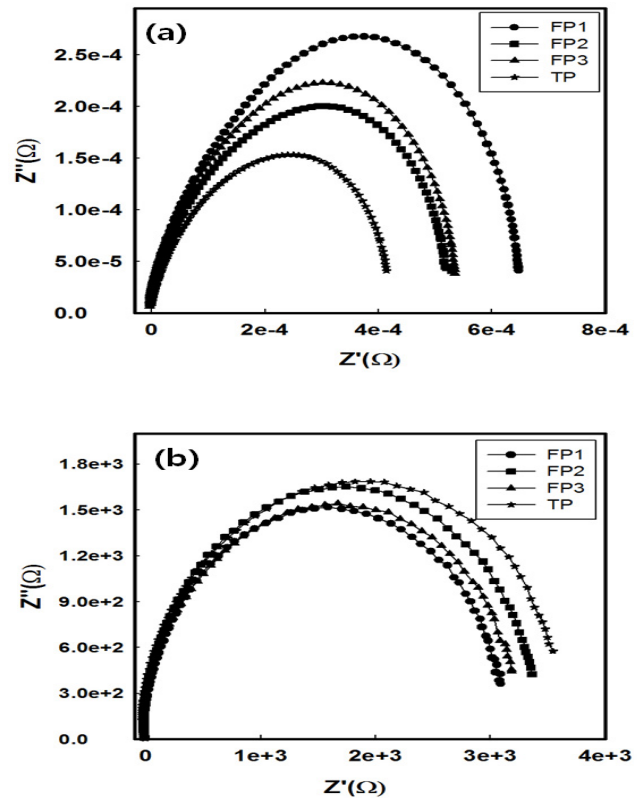 (a)
FP1
FP2
FP3
TP
2.5e-4
2.0e-4
1.5e-4
1.0e-4
5.0e-5
0.0
Z''(Ω)
0 2e-4 4e-4 6e-4 8e-4
Z'(Ω)
(b)
FP1
FP2
FP3
TP
1.8e+3
1.5e+3
1.2e+3
9.0e+2
6.0e+2
3.0e+2
0.0
Z''(Ω)
0 1e+3 2e+3 3e+3 4e+3
Z'(Ω)